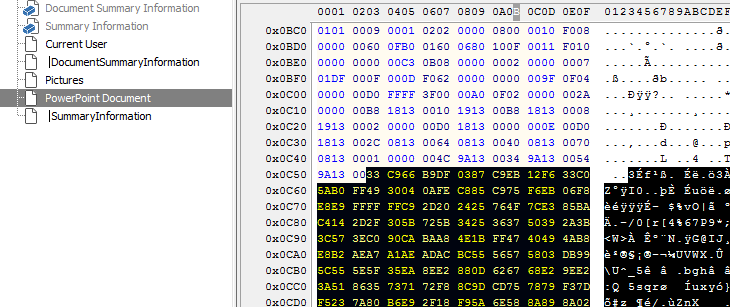 Document Summary Information
Summary Information
Current User
|DocumentSummaryInformation
Pictures
PowerPoint Document
|SummaryInformation
0001 0203 0405 0607 0809 0A0B 0C0D 0E0F 0123456789ABCDEF
0x0BC0 0101 0009 0001 0202 0000 0800 0010 F008
0x0BD0 0000 0060 FB00 0160 0680 100F 0011 F010
0x0BE0 0000 0000 00C3 0B08 0000 0002 0000 0007
0x0BF0 01DF 000F 000D F062 0000 0000 009F 0F04
0x0C00 0000 00D0 FFFF 3F00 00A0 0F02 0000 002A
0x0C10 0000 00B8 1813 0010 1913 00B8 1813 0008
0x0C20 1913 0000 0000 00D0 1813 0000 000E 00D0
0x0C30 1813 002C 0813 0064 0813 0040 0813 0070
0x0C40 0813 0001 0000 004C 9A13 0034 9A13 0054
0x0C50 9A13 0033 C966 B9DF 0387 C9EB 12F6 33C0
0x0C60 5AB0 FF49 3004 0AFE C885 C975 F6EB 06F8
0x0C70 E8E9 FFFF FFC9 2D20 2425 764F 7CE3 85BA
0x0C80 C414 2D2F 305B 725B 3425 3637 5039 2A3B
0x0C90 3C57 3EC0 90CA BAA8 4E1B FF47 4049 4AB8
0x0CA0 E8B2 AEA7 A1AE ADAC BC55 5657 5803 DB99
0x0CB0 5C55 5E5F 35EA 8EE2 880D 6267 68E2 9EE2
0x0CC0 3A51 8635 7371 72F8 8C9D CD75 7879 F37D
0x0CD0 F523 7A80 B6E9 2F18 F95A 6E58 8A89 8A02